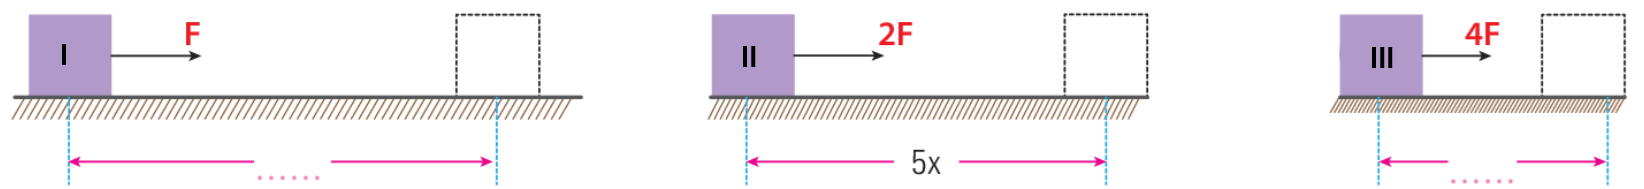 I F II 2F III 4F
...... 5x ......